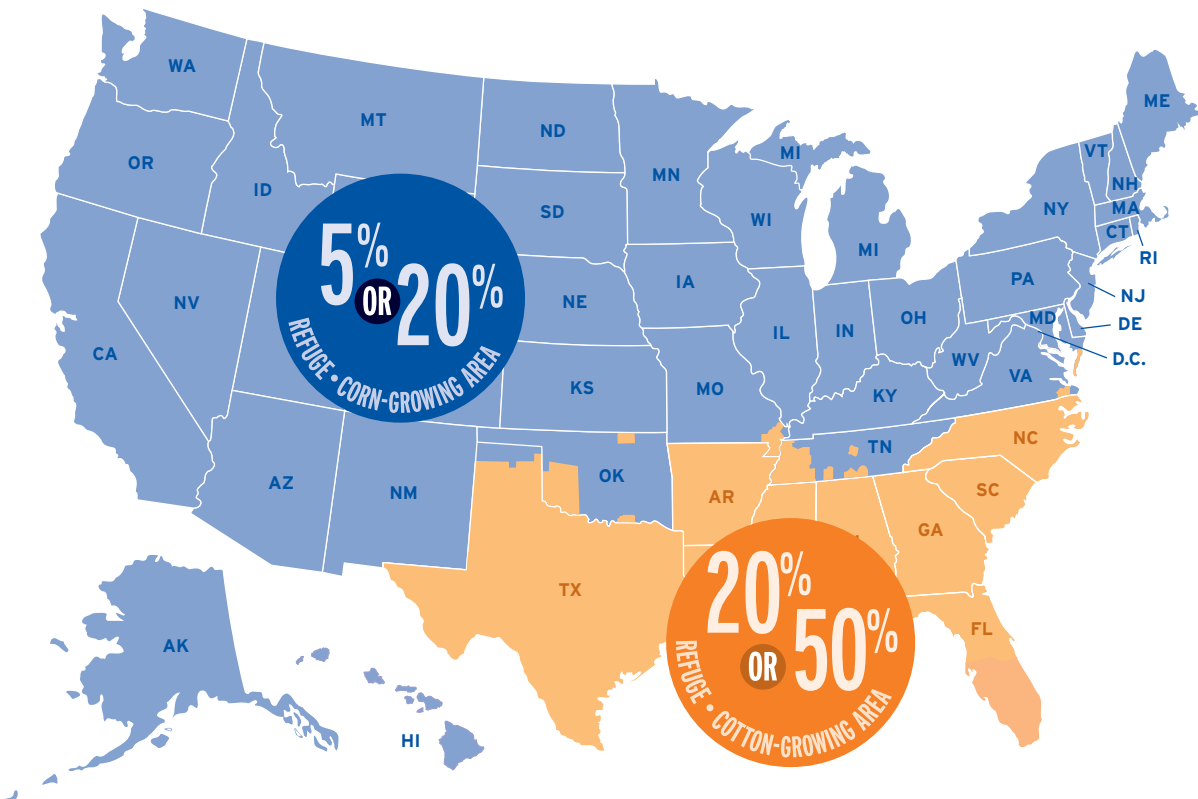 WA
MT
ND
MN
MI
ME
VT
NH
OR
ID
SD
WI
MI
NY
MA
CT
RI
5% OR 20%
REFUGE • CORN-GROWING AREA
NV
NE
IA
PA
NJ
CA
IL
IN
OH
MD
DE
D.C.
WV
VA
KS
MO
KY
AZ
NM
OK
TN
NC
AR
SC
GA
TX
20% OR 50%
REFUGE • COTTON-GROWING AREA
FL
AK
HI